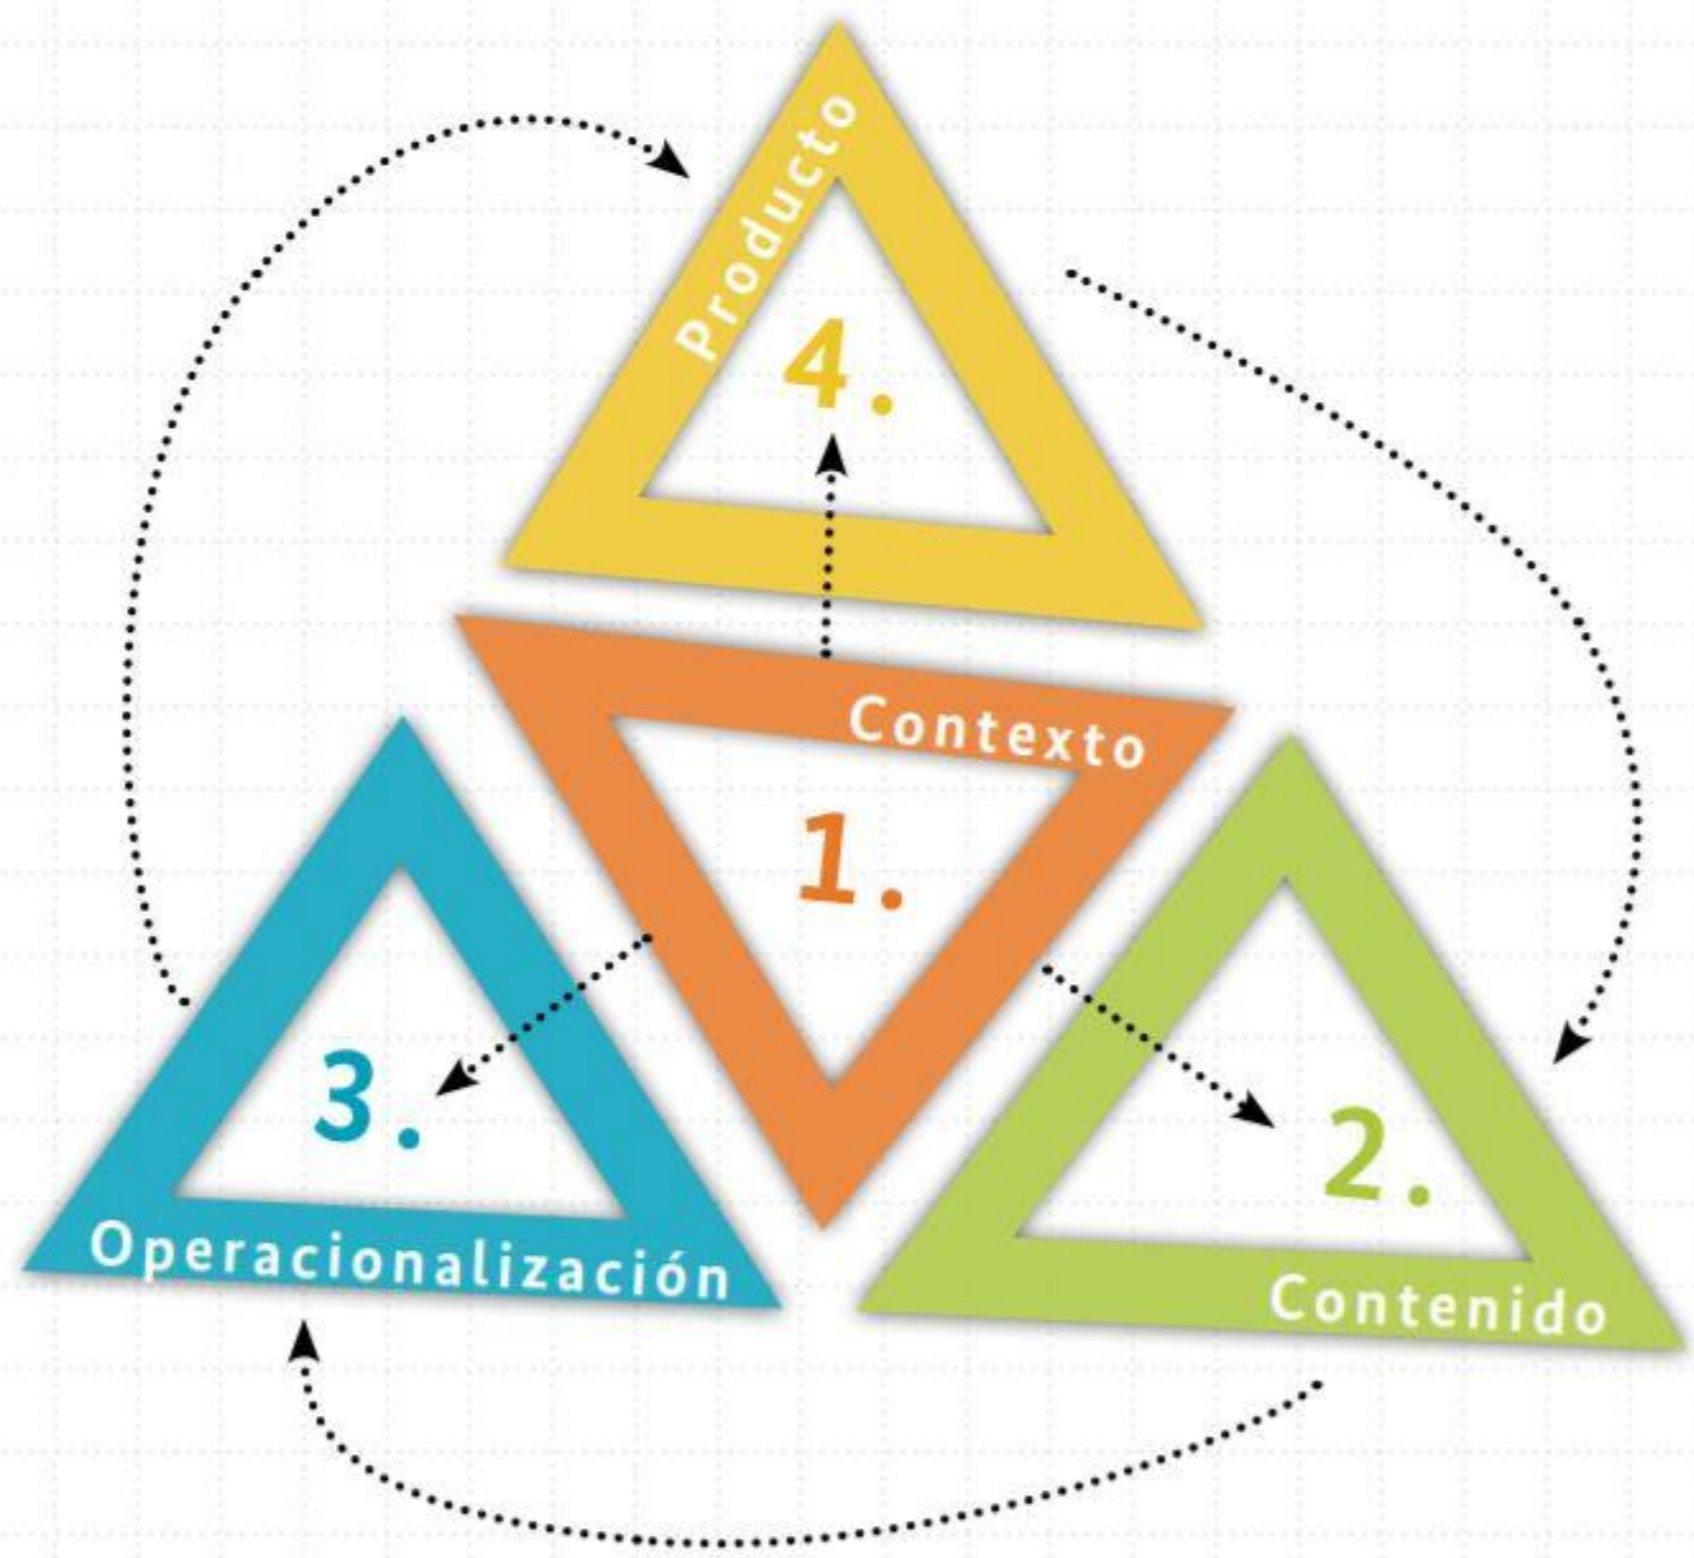 Producto
4.
Contexto
1.
3.
Operacionalización
2.
Contenido